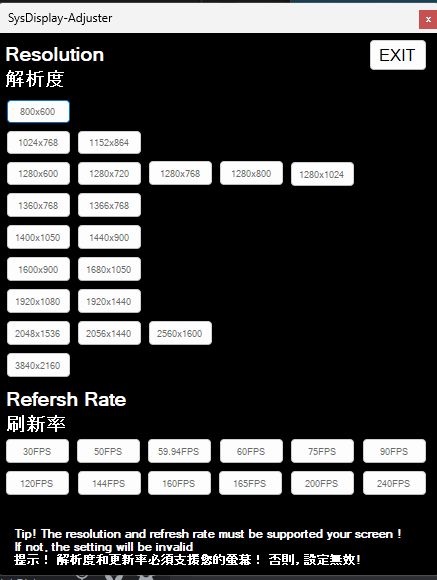 SysDisplay-Adjuster x
Resolution EXIT
解析度
800x600
1024x768 1152x864
1280x600 1280x720 1280x768 1280x800 1280x1024
1360x768 1366x768
1400x1050 1440x900
1600x900 1680x1050
1920x1080 1920x1440
2048x1536 2056x1440 2560x1600
3840x2160
Refersh Rate
刷新率
30FPS 50FPS 59.94FPS 60FPS 75FPS 90FPS
120FPS 144FPS 160FPS 165FPS 200FPS 240FPS
Tip! The resolution and refresh rate must be supported your screen !
If not, the setting will be invalid
提示！ 解析度和更新率必須支援您的螢幕！ 否則, 設定無效!